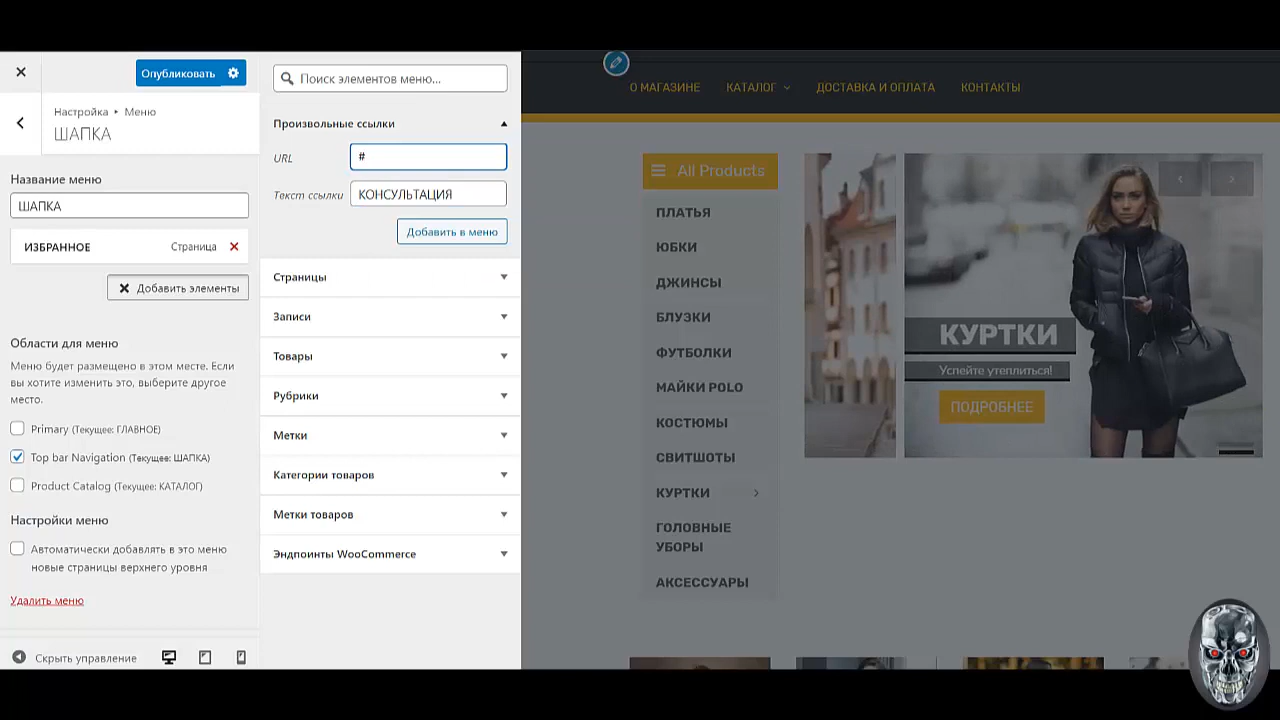 Опубликовать
Настройка ▸ Меню
ШАПКА
Название меню
ШАПКА
ИЗБРАННОЕ Страница
Добавить элементы
Области для меню
Меню будет размещено в этом месте. Если
вы хотите изменить это, выберите другое
место.
Primary (Текущее: ГЛАВНОЕ)
Top bar Navigation (Текущее: ШАПКА)
Product Catalog (Текущее: КАТАЛОГ)
Настройки меню
Автоматически добавлять в это меню
новые страницы верхнего уровня
Удалить меню
Скрыть управление
Поиск элементов меню...
Произвольные ссылки
URL #
Текст ссылки КОНСУЛЬТАЦИЯ
Добавить в меню
Страницы
Записи
Товары
Рубрики
Метки
Категории товаров
Метки товаров
Эндпоинты WooCommerce
О МАГАЗИНЕ КАТАЛОГ ДОСТАВКА И ОПЛАТА КОНТАКТЫ
All Products
ПЛАТЬЯ
ЮБКИ
ДЖИНСЫ
БЛУЗКИ
ФУТБОЛКИ
МАЙКИ POLO
КОСТЮМЫ
СВИТШОТЫ
КУРТКИ
ГОЛОВНЫЕ
УБОРЫ
АКСЕССУАРЫ
КУРТКИ
Успейте утеплиться!
ПОДРОБНЕЕ